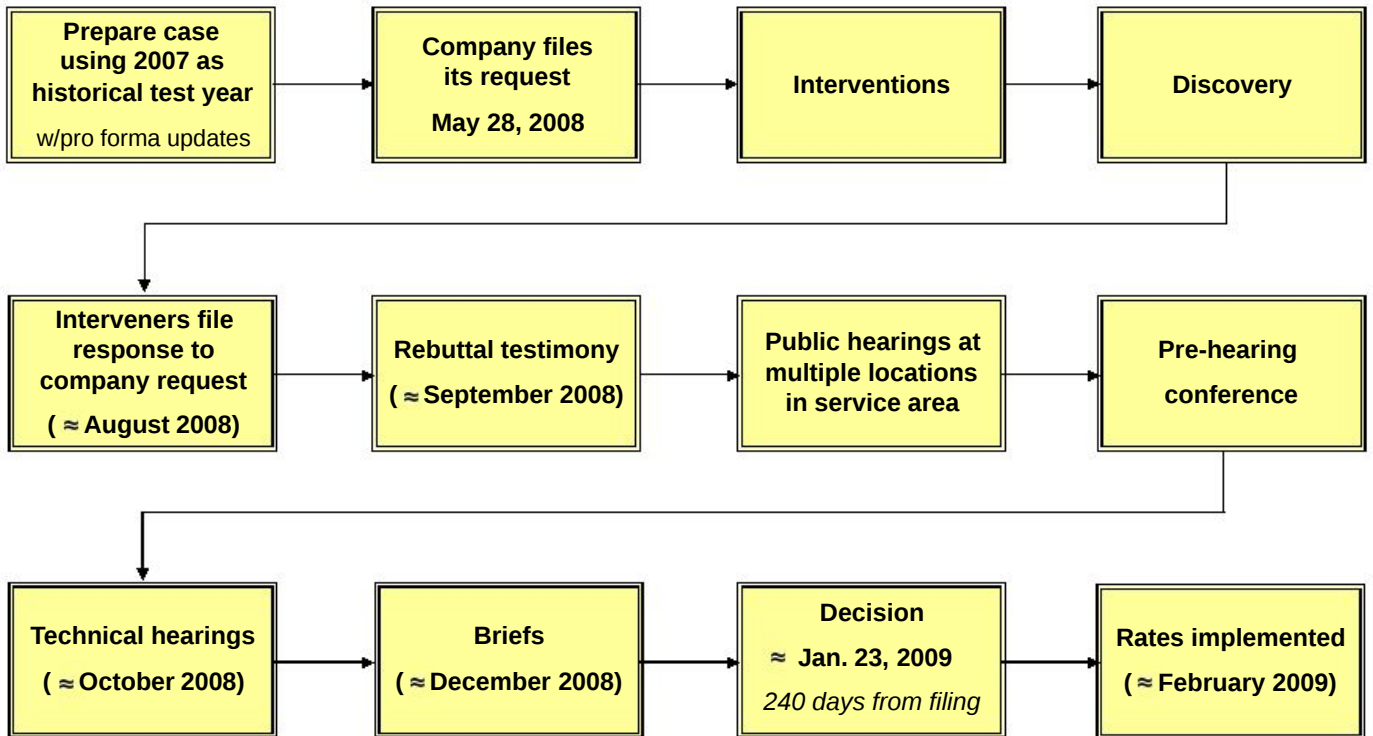 Prepare case
using 2007 as
historical test year
w/pro forma updates
Company files
its request
May 28, 2008
Interventions
Discovery
Interveners file
response to
company request
( ≈ August 2008)
Rebuttal testimony
( ≈ September 2008)
Public hearings at
multiple locations
in service area
Pre-hearing
conference
Technical hearings
( ≈ October 2008)
Briefs
( ≈ December 2008)
Decision
≈ Jan. 23, 2009
240 days from filing
Rates implemented
( ≈ February 2009)